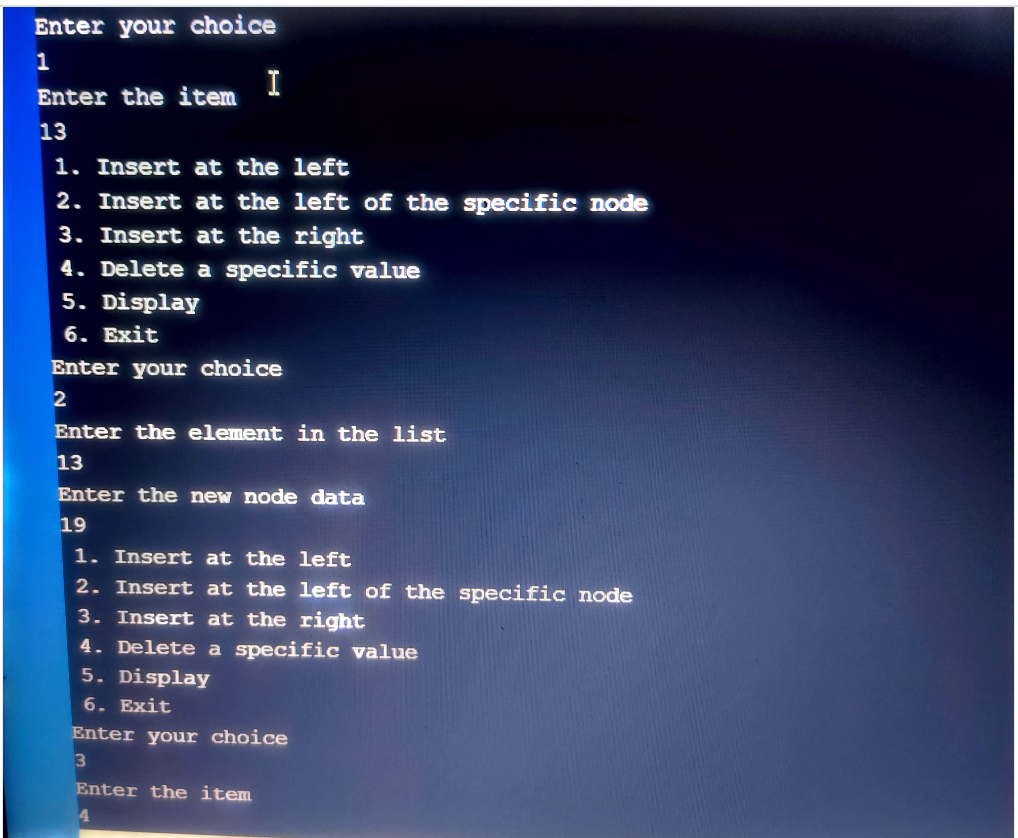 Enter your choice
1
Enter the item
13
1. Insert at the left
2. Insert at the left of the specific node
3. Insert at the right
4. Delete a specific value
5. Display
6. Exit
Enter your choice
2
Enter the element in the list
13
Enter the new node data
19
1. Insert at the left
2. Insert at the left of the specific node
3. Insert at the right
4. Delete a specific value
5. Display
6. Exit
Enter your choice
3
Enter the item
4